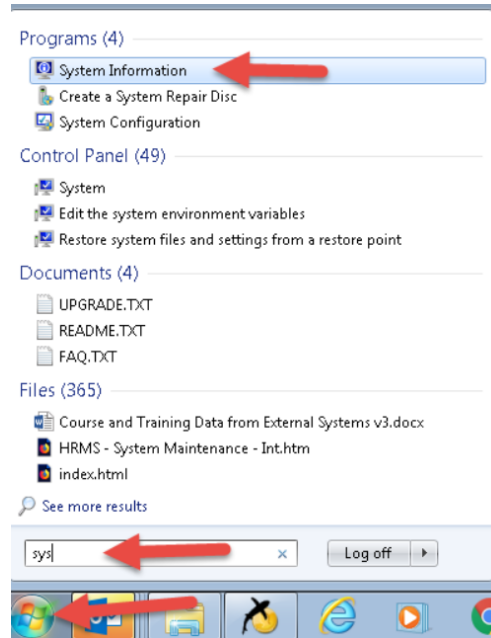 Programs (4)
System Information
Create a System Repair Disc
System Configuration
Control Panel (49)
System
Edit the system environment variables
Restore system files and settings from a restore point
Documents (4)
UPGRADE.TXT
README.TXT
FAQ.TXT
Files (365)
Course and Training Data from External Systems v3.docx
HRMS - System Maintenance - Int.htm
index.html
See more results
sys
Log off